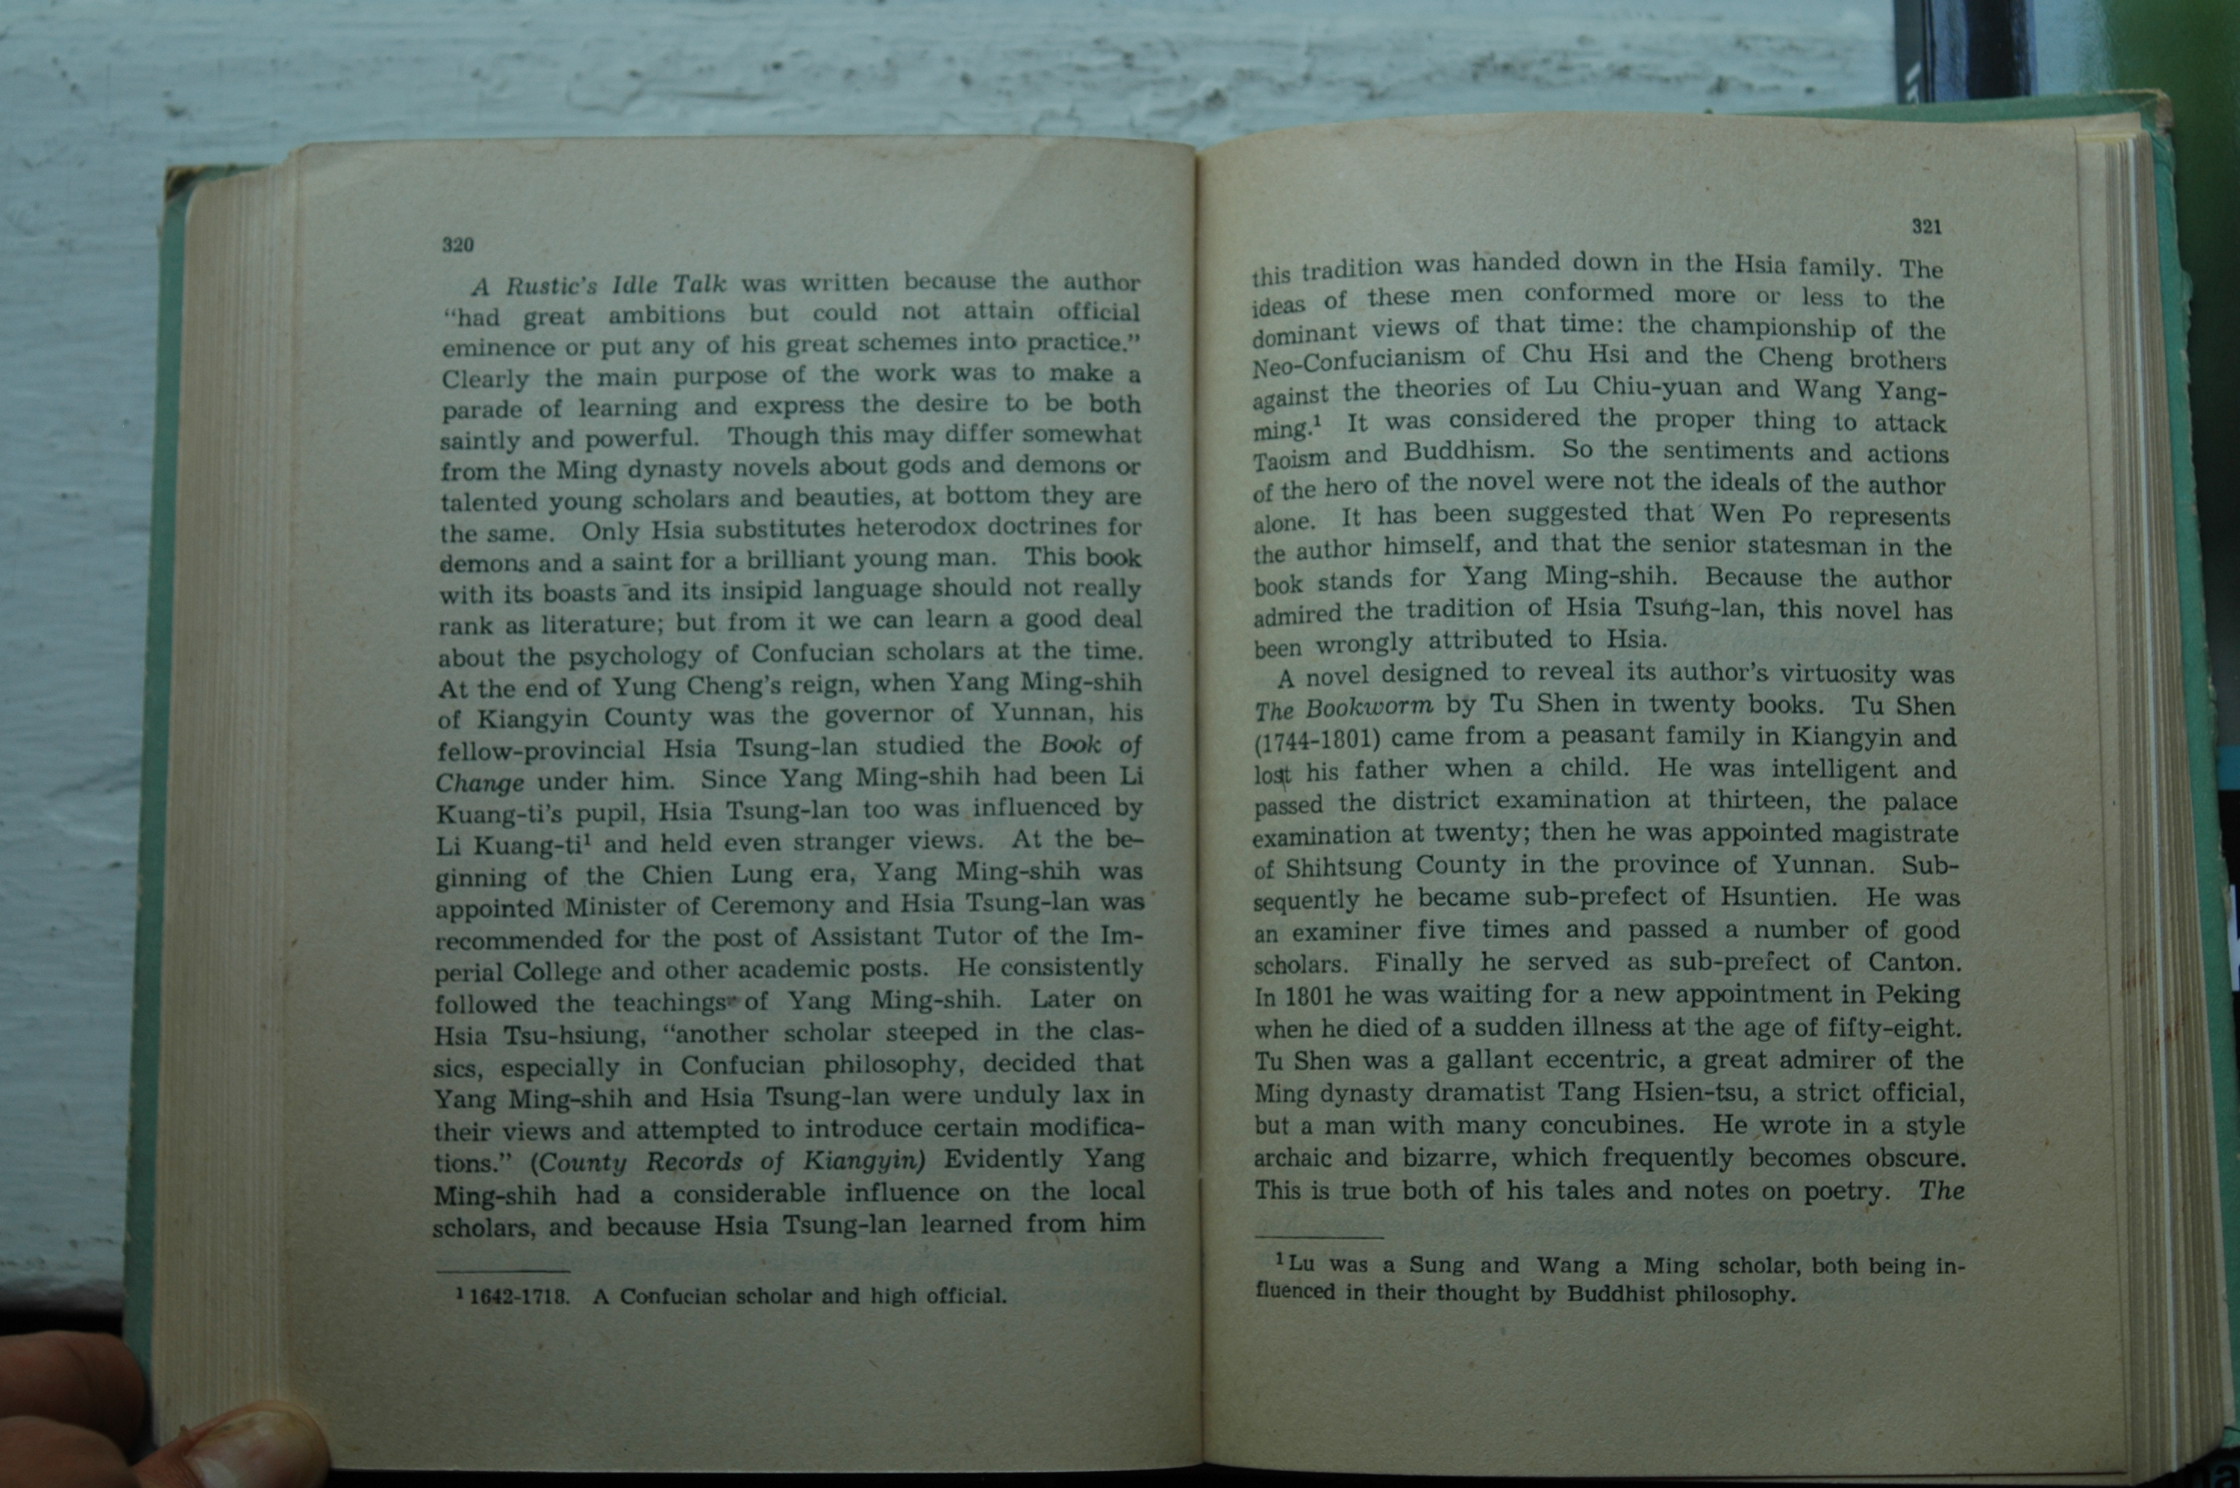 320
A Rustic's Idle Talk was written because the author
“had great ambitions but could not attain official
eminence or put any of his great schemes into practice.”
Clearly the main purpose of the work was to make a
parade of learning and express the desire to be both
saintly and powerful. Though this may differ somewhat
from the Ming dynasty novels about gods and demons or
talented young scholars and beauties, at bottom they are
the same. Only Hsia substitutes heterodox doctrines for
demons and a saint for a brilliant young man. This book
with its boasts and its insipid language should not really
rank as literature; but from it we can learn a good deal
about the psychology of Confucian scholars at the time.
At the end of Yung Cheng's reign, when Yang Ming-shih
of Kiangyin County was the governor of Yunnan, his
fellow-provincial Hsia Tsung-lan studied the Book of
Change under him. Since Yang Ming-shih had been Li
Kuang-ti's pupil, Hsia Tsung-lan too was influenced by
Li Kuang-ti¹ and held even stranger views. At the be-
ginning of the Chien Lung era, Yang Ming-shih was
appointed Minister of Ceremony and Hsia Tsung-lan was
recommended for the post of Assistant Tutor of the Im-
perial College and other academic posts. He consistently
followed the teachings of Yang Ming-shih. Later on
Hsia Tsu-hsiung, “another scholar steeped in the clas-
sics, especially in Confucian philosophy, decided that
Yang Ming-shih and Hsia Tsung-lan were unduly lax in
their views and attempted to introduce certain modifica-
tions.” (County Records of Kiangyin) Evidently Yang
Ming-shih had a considerable influence on the local
scholars, and because Hsia Tsung-lan learned from him
¹ 1642-1718. A Confucian scholar and high official.
321
this tradition was handed down in the Hsia family. The
ideas of these men conformed more or less to the
dominant views of that time: the championship of the
Neo-Confucianism of Chu Hsi and the Cheng brothers
against the theories of Lu Chiu-yuan and Wang Yang-
ming.¹ It was considered the proper thing to attack
Taoism and Buddhism. So the sentiments and actions
of the hero of the novel were not the ideals of the author
alone. It has been suggested that Wen Po represents
the author himself, and that the senior statesman in the
book stands for Yang Ming-shih. Because the author
admired the tradition of Hsia Tsung-lan, this novel has
been wrongly attributed to Hsia.
A novel designed to reveal its author's virtuosity was
The Bookworm by Tu Shen in twenty books. Tu Shen
(1744-1801) came from a peasant family in Kiangyin and
lost his father when a child. He was intelligent and
passed the district examination at thirteen, the palace
examination at twenty; then he was appointed magistrate
of Shihtsung County in the province of Yunnan. Sub-
sequently he became sub-prefect of Hsuntien. He was
an examiner five times and passed a number of good
scholars. Finally he served as sub-prefect of Canton.
In 1801 he was waiting for a new appointment in Peking
when he died of a sudden illness at the age of fifty-eight.
Tu Shen was a gallant eccentric, a great admirer of the
Ming dynasty dramatist Tang Hsien-tsu, a strict official,
but a man with many concubines. He wrote in a style
archaic and bizarre, which frequently becomes obscure.
This is true both of his tales and notes on poetry. The
¹ Lu was a Sung and Wang a Ming scholar, both being in-
fluenced in their thought by Buddhist philosophy.